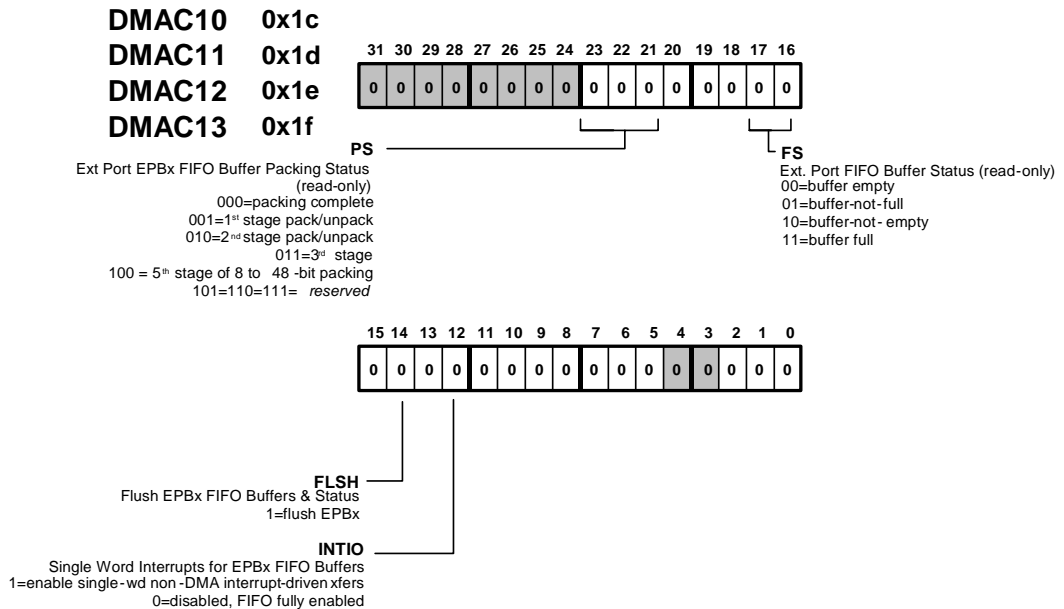 DMAC10 0x1c
DMAC11 0x1d
DMAC12 0x1e
DMAC13 0x1f
31 30 29 28 27 26 25 24 23 22 21 20 19 18 17 16
0 0 0 0 0 0 0 0 0 0 0 0 0 0 0 0
PS
Ext Port EPBx FIFO Buffer Packing Status
(read-only)
000=packing complete
001=1st stage pack/unpack
010=2nd stage pack/unpack
011=3rd stage
100 = 5th stage of 8 to 48 -bit packing
101=110=111= reserved
FS
Ext. Port FIFO Buffer Status (read-only)
00=buffer empty
01=buffer-not-full
10=buffer-not- empty
11=buffer full
15 14 13 12 11 10 9 8 7 6 5 4 3 2 1 0
0 0 0 0 0 0 0 0 0 0 0 0 0 0 0 0
FLSH
Flush EPBx FIFO Buffers & Status
1=flush EPBx
INTIO
Single Word Interrupts for EPBx FIFO Buffers
1=enable single-wd non -DMA interrupt-driven xfers
0=disabled, FIFO fully enabled